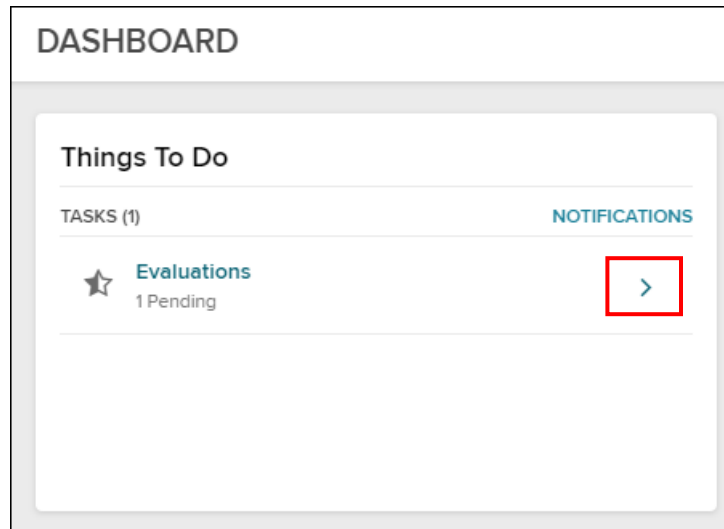 DASHBOARD
Things To Do
TASKS (1)
NOTIFICATIONS
Evaluations
1 Pending